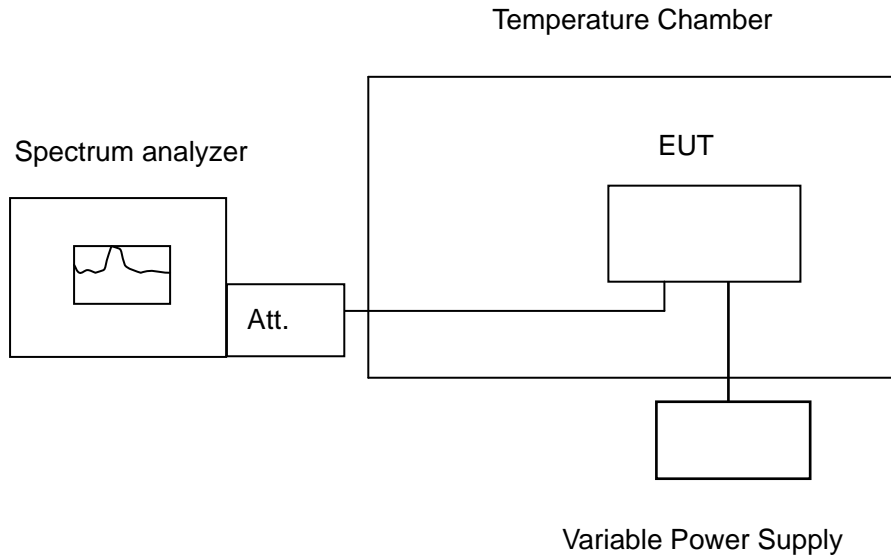 Temperature Chamber
Spectrum analyzer
EUT
Att.
Variable Power Supply